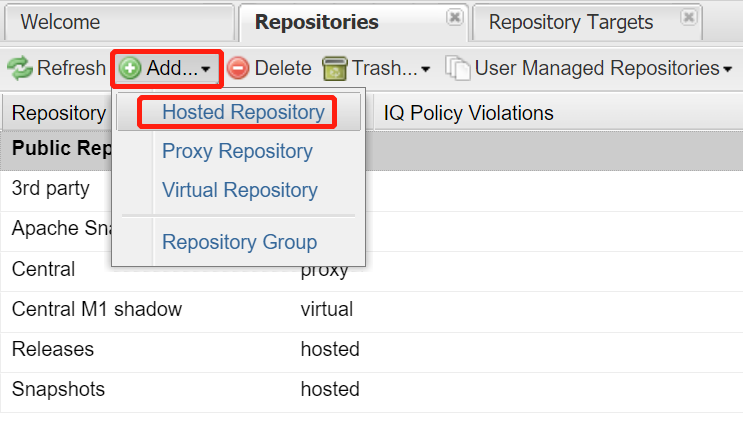 Welcome Repositories Repository Targets
Refresh Add... Delete Trash... User Managed Repositories
Repository IQ Policy Violations
Hosted Repository
Public Rep
Proxy Repository
3rd party
Virtual Repository
Apache Sna
Repository Group
Central proxy
Central M1 shadow virtual
Releases hosted
Snapshots hosted